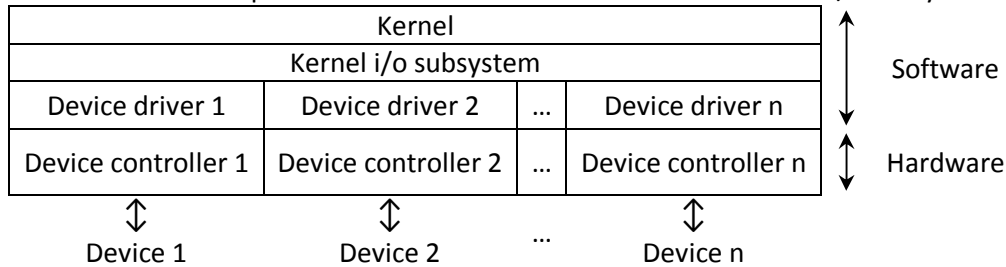 Kernel
Kernel i/o subsystem
Software
Device driver 1 Device driver 2 ... Device driver n
Device controller 1 Device controller 2 ... Device controller n Hardware
Device 1 Device 2 ... Device n